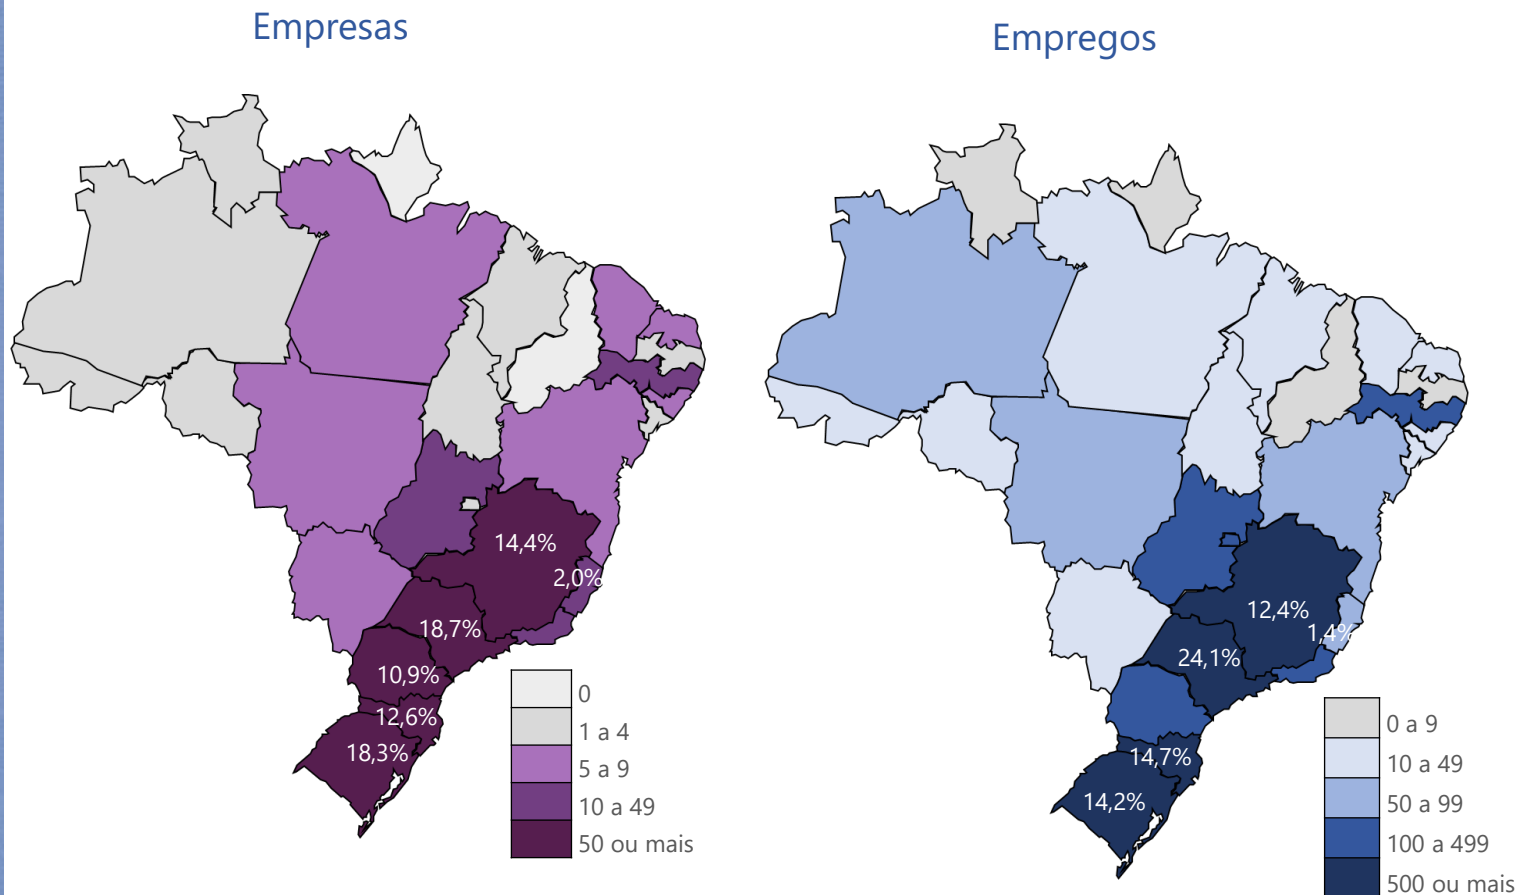 Empresas
14,4%
2,0%
18,7%
10,9%
12,6%
18,3%
0
1 a 4
5 a 9
10 a 49
50 ou mais
Empregos
12,4%
1,4%
24,1%
14,7%
14,2%
0 a 9
10 a 49
50 a 99
100 a 499
500 ou mais